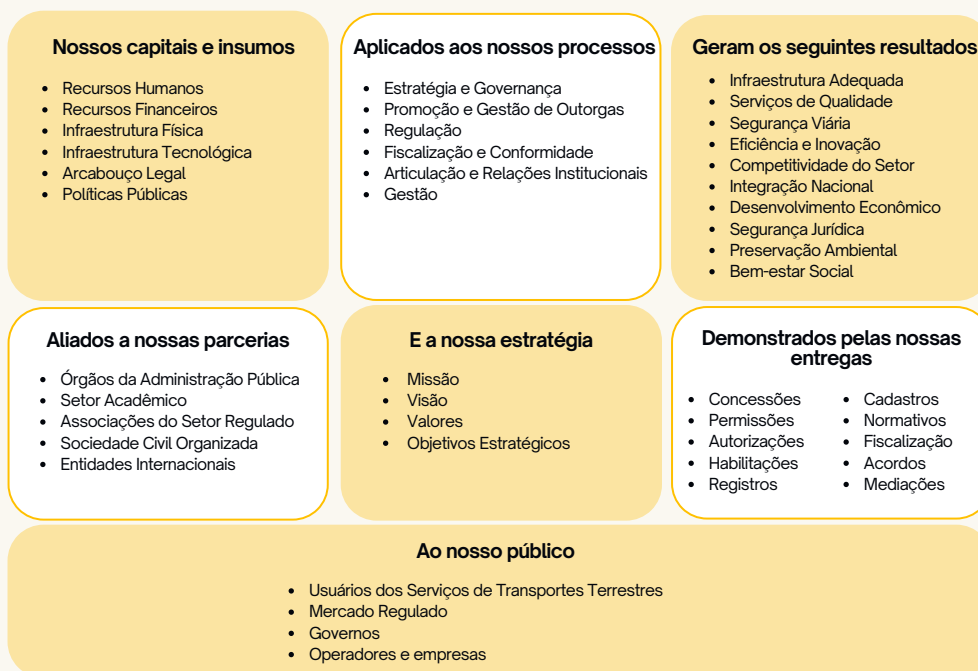 Nossos capitais e insumos
• Recursos Humanos
• Recursos Financeiros
• Infraestrutura Física
• Infraestrutura Tecnológica
• Arcabouço Legal
• Políticas Públicas
Aplicados aos nossos processos
• Estratégia e Governança
• Promoção e Gestão de Outorgas
• Regulação
• Fiscalização e Conformidade
• Articulação e Relações Institucionais
• Gestão
Geram os seguintes resultados
• Infraestrutura Adequada
• Serviços de Qualidade
• Segurança Viária
• Eficiência e Inovação
• Competitividade do Setor
• Integração Nacional
• Desenvolvimento Econômico
• Segurança Jurídica
• Preservação Ambiental
• Bem-estar Social
Aliados a nossas parcerias
• Órgãos da Administração Pública
• Setor Acadêmico
• Associações do Setor Regulado
• Sociedade Civil Organizada
• Entidades Internacionais
E a nossa estratégia
• Missão
• Visão
• Valores
• Objetivos Estratégicos
Demonstrados pelas nossas
entregas
• Concessões
• Permissões
• Autorizações
• Habilitações
• Registros
• Cadastros
• Normativos
• Fiscalização
• Acordos
• Mediações
Ao nosso público
• Usuários dos Serviços de Transportes Terrestres
• Mercado Regulado
• Governos
• Operadores e empresas